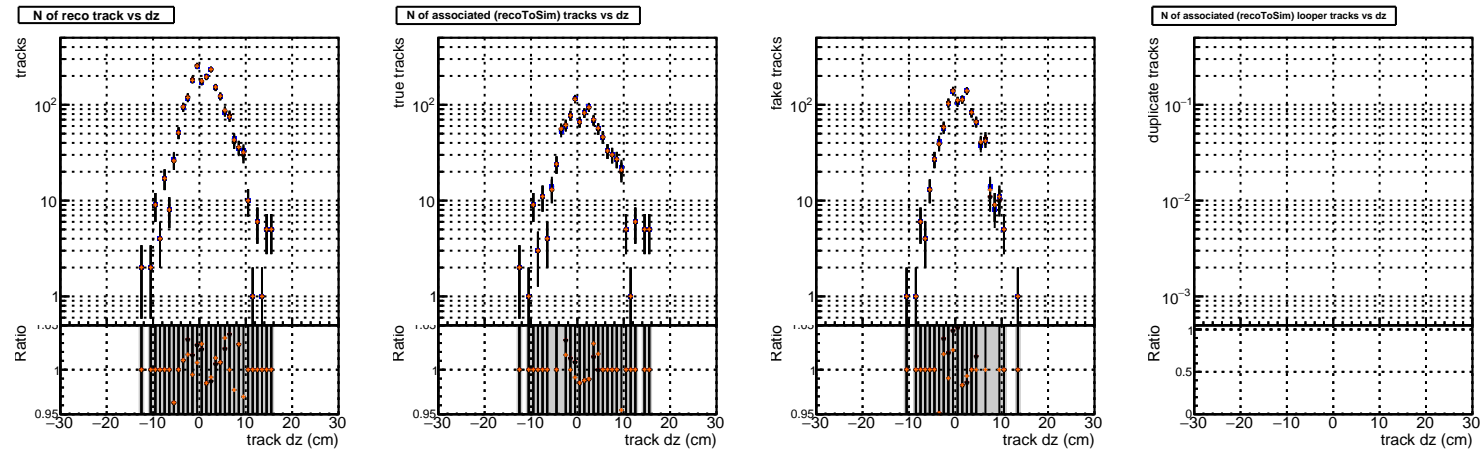 N of reco track vs dz
tracks
10²
10
1
1.05
Ratio
1
0.95
−30 −20 −10 0 10 20 30
track dz (cm)
N of associated (recoToSim) tracks vs dz
true tracks
10²
10
1
Ratio
1
0.95
−30 −20 −10 0 10 20 30
track dz (cm)
fake tracks
10²
10
1
1.05
Ratio
1
0.95
−30 −20 −10 0 10 20 30
track dz (cm)
N of associated (recoToSim) looper tracks vs dz
duplicate tracks
10⁻¹
10⁻²
10⁻³
Ratio
1
0.5
0
−30 −20 −10 0 10 20 30
track dz (cm)